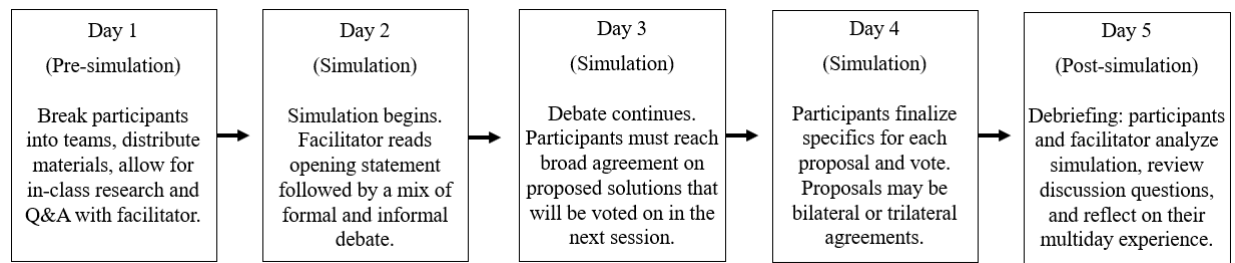 Day 1
(Pre-simulation)
Break participants
into teams, distribute
materials, allow for
in-class research and
Q&A with facilitator.
Day 2
(Simulation)
Simulation begins.
Facilitator reads
opening statement
followed by a mix of
formal and informal
debate.
Day 3
(Simulation)
Debate continues.
Participants must reach
broad agreement on
proposed solutions that
will be voted on in the
next session.
Day 4
(Simulation)
Participants finalize
specifics for each
proposal and vote.
Proposals may be
bilateral or trilateral
agreements.
Day 5
(Post-simulation)
Debriefing: participants
and facilitator analyze
simulation, review
discussion questions,
and reflect on their
multiday experience.